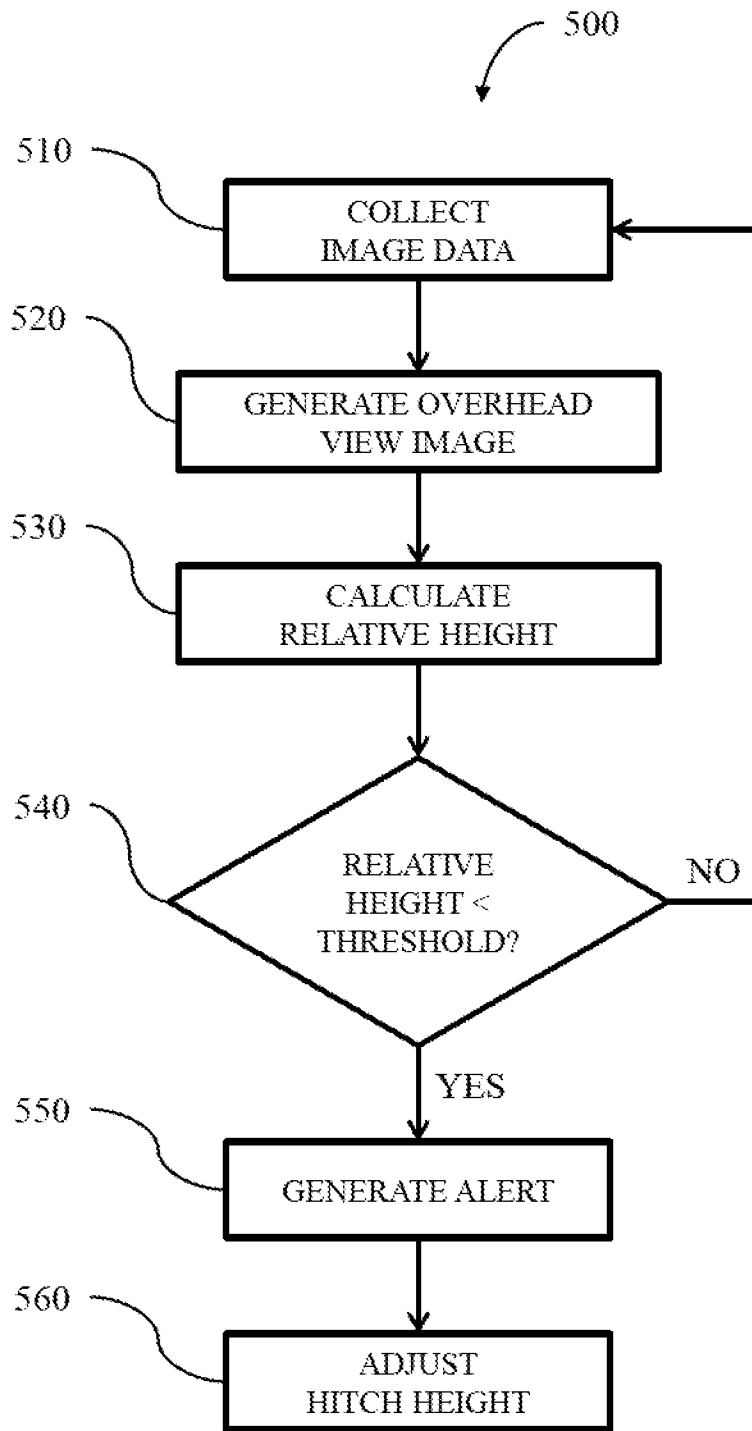 500
510
COLLECT
IMAGE DATA
520
GENERATE OVERHEAD
VIEW IMAGE
530
CALCULATE
RELATIVE HEIGHT
540
RELATIVE
HEIGHT <
THRESHOLD?
NO
YES
550
GENERATE ALERT
560
ADJUST
HITCH HEIGHT